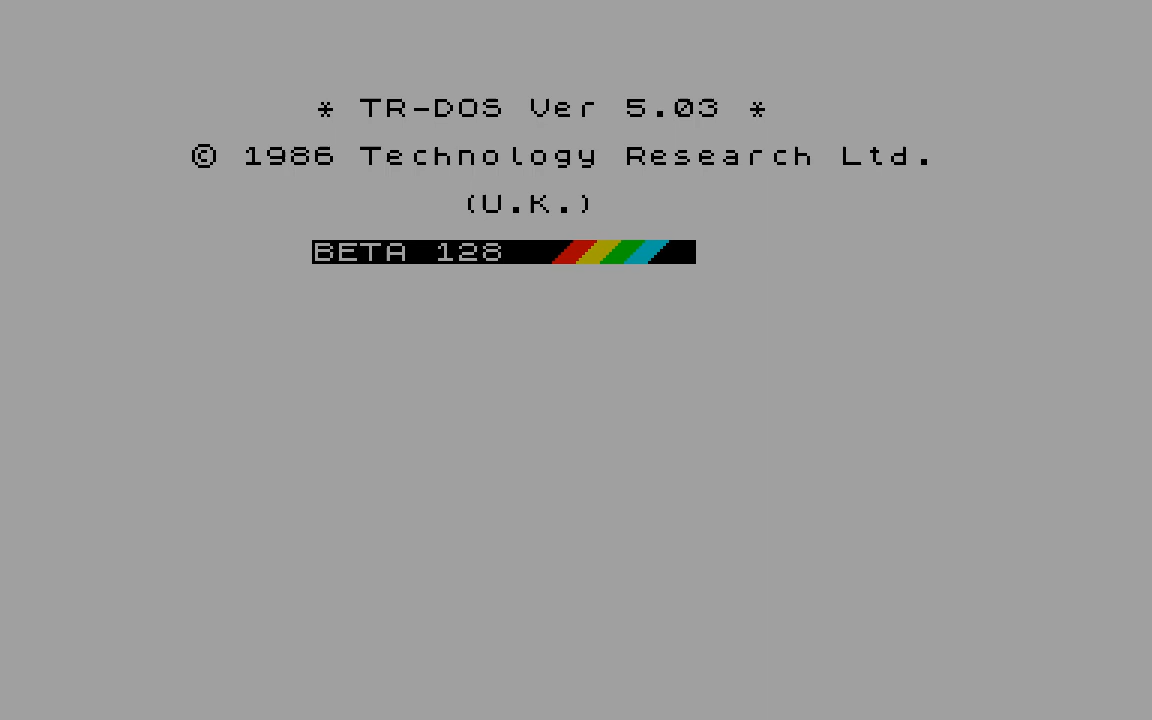 * TR-DOS Ver 5.03 *
© 1986 Technology Research Ltd.
(U.K.)
BETA 128